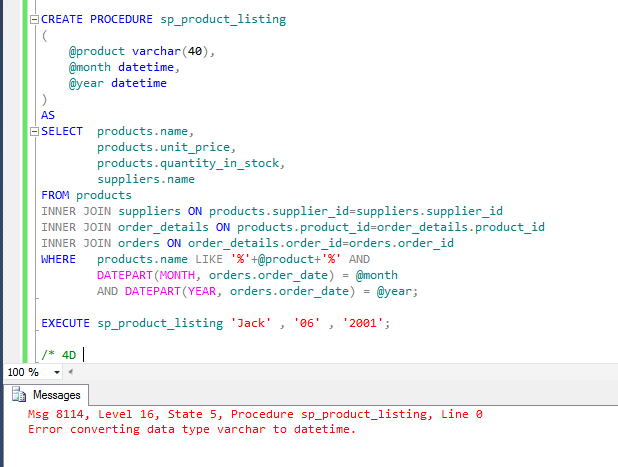 CREATE PROCEDURE sp_product_listing
(
@product varchar(40),
@month datetime,
@year datetime
)
AS
SELECT products.name,
products.unit_price,
products.quantity_in_stock,
suppliers.name
FROM products
INNER JOIN suppliers ON products.supplier_id=suppliers.supplier_id
INNER JOIN order_details ON products.product_id=order_details.product_id
INNER JOIN orders ON order_details.order_id=orders.order_id
WHERE products.name LIKE '%'+@product+'%' AND
DATEPART(MONTH, orders.order_date) = @month
AND DATEPART(YEAR, orders.order_date) = @year;
EXECUTE sp_product_listing 'Jack' , '06' , '2001';
/* 4D
100 %
Messages
Msg 8114, Level 16, State 5, Procedure sp_product_listing, Line 0
Error converting data type varchar to datetime.